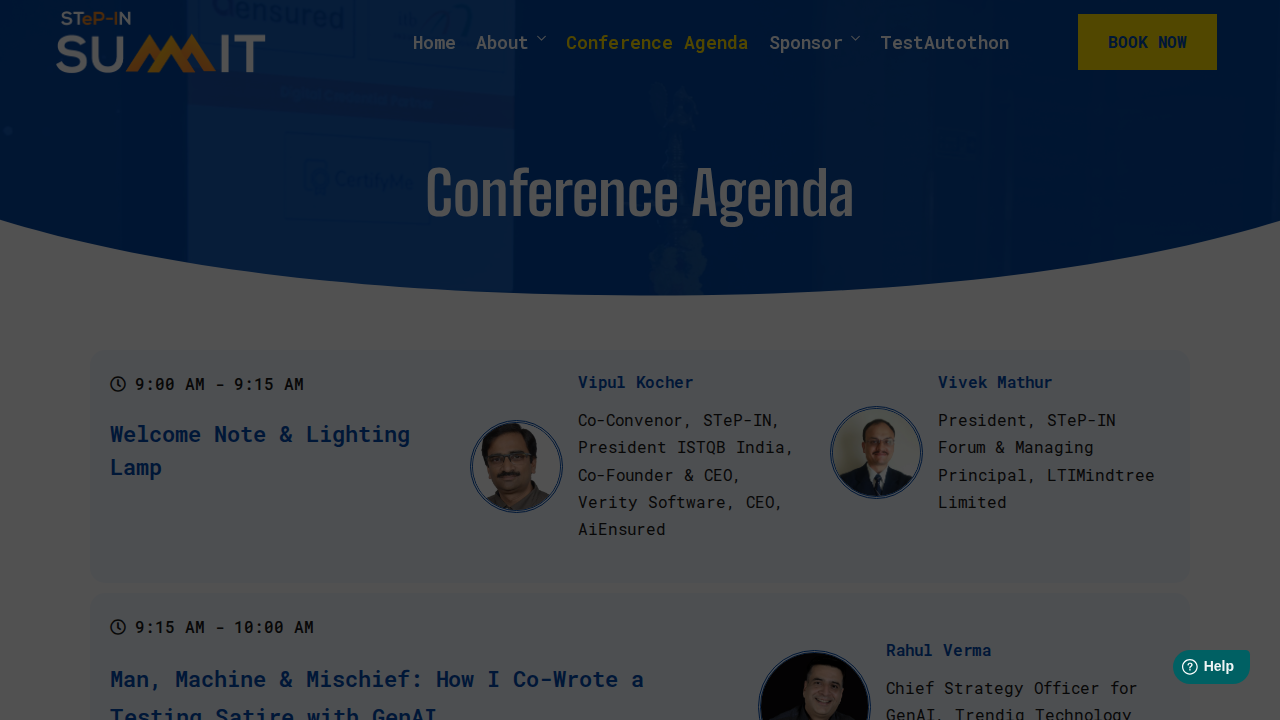 STeP-IN
SUMMIT
Home About Conference Agenda Sponsor TestAutothon
BOOK NOW
Conference Agenda
9:00 AM - 9:15 AM
Welcome Note & Lighting
Lamp
Vipul Kocher
Co-Convenor, STeP-IN,
President ISTQB India,
Co-Founder & CEO,
Verity Software, CEO,
AiEnsured
Vivek Mathur
President, STeP-IN
Forum & Managing
Principal, LTIMindtree
Limited
9:15 AM - 10:00 AM
Man, Machine & Mischief: How I Co-Wrote a
Testing Satire with GenAI
Rahul Verma
Chief Strategy Officer for
GenAI, Trendig Technology
Help